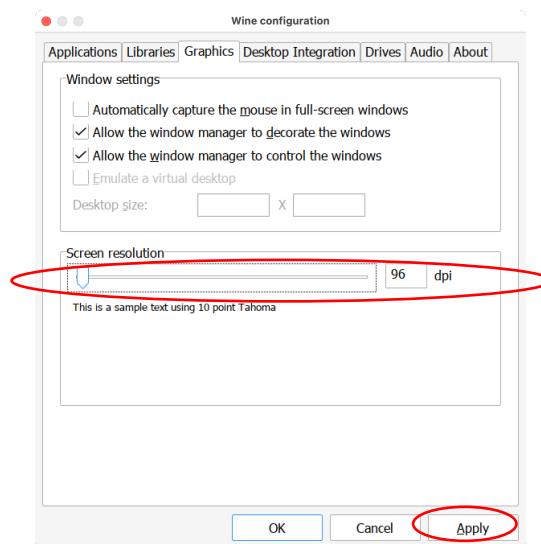 Wine configuration
Applications Libraries Graphics Desktop Integration Drives Audio About
Window settings
Automatically capture the mouse in full-screen windows
Allow the window manager to decorate the windows
Allow the window manager to control the windows
Emulate a virtual desktop
Desktop size: X
Screen resolution
96 dpi
This is a sample text using 10 point Tahoma
OK Cancel Apply